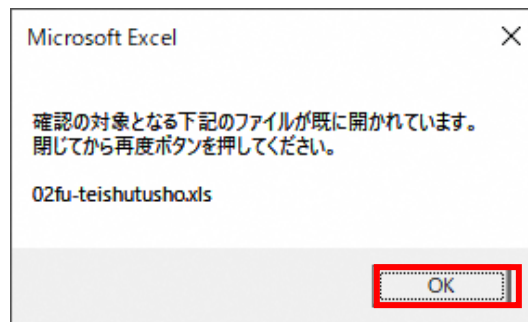 Microsoft Excel
確認の対象となる下記のファイルが既に開かれています。
閉じてから再度ボタンを押してください。
02fu-teishutusho.xls
OK